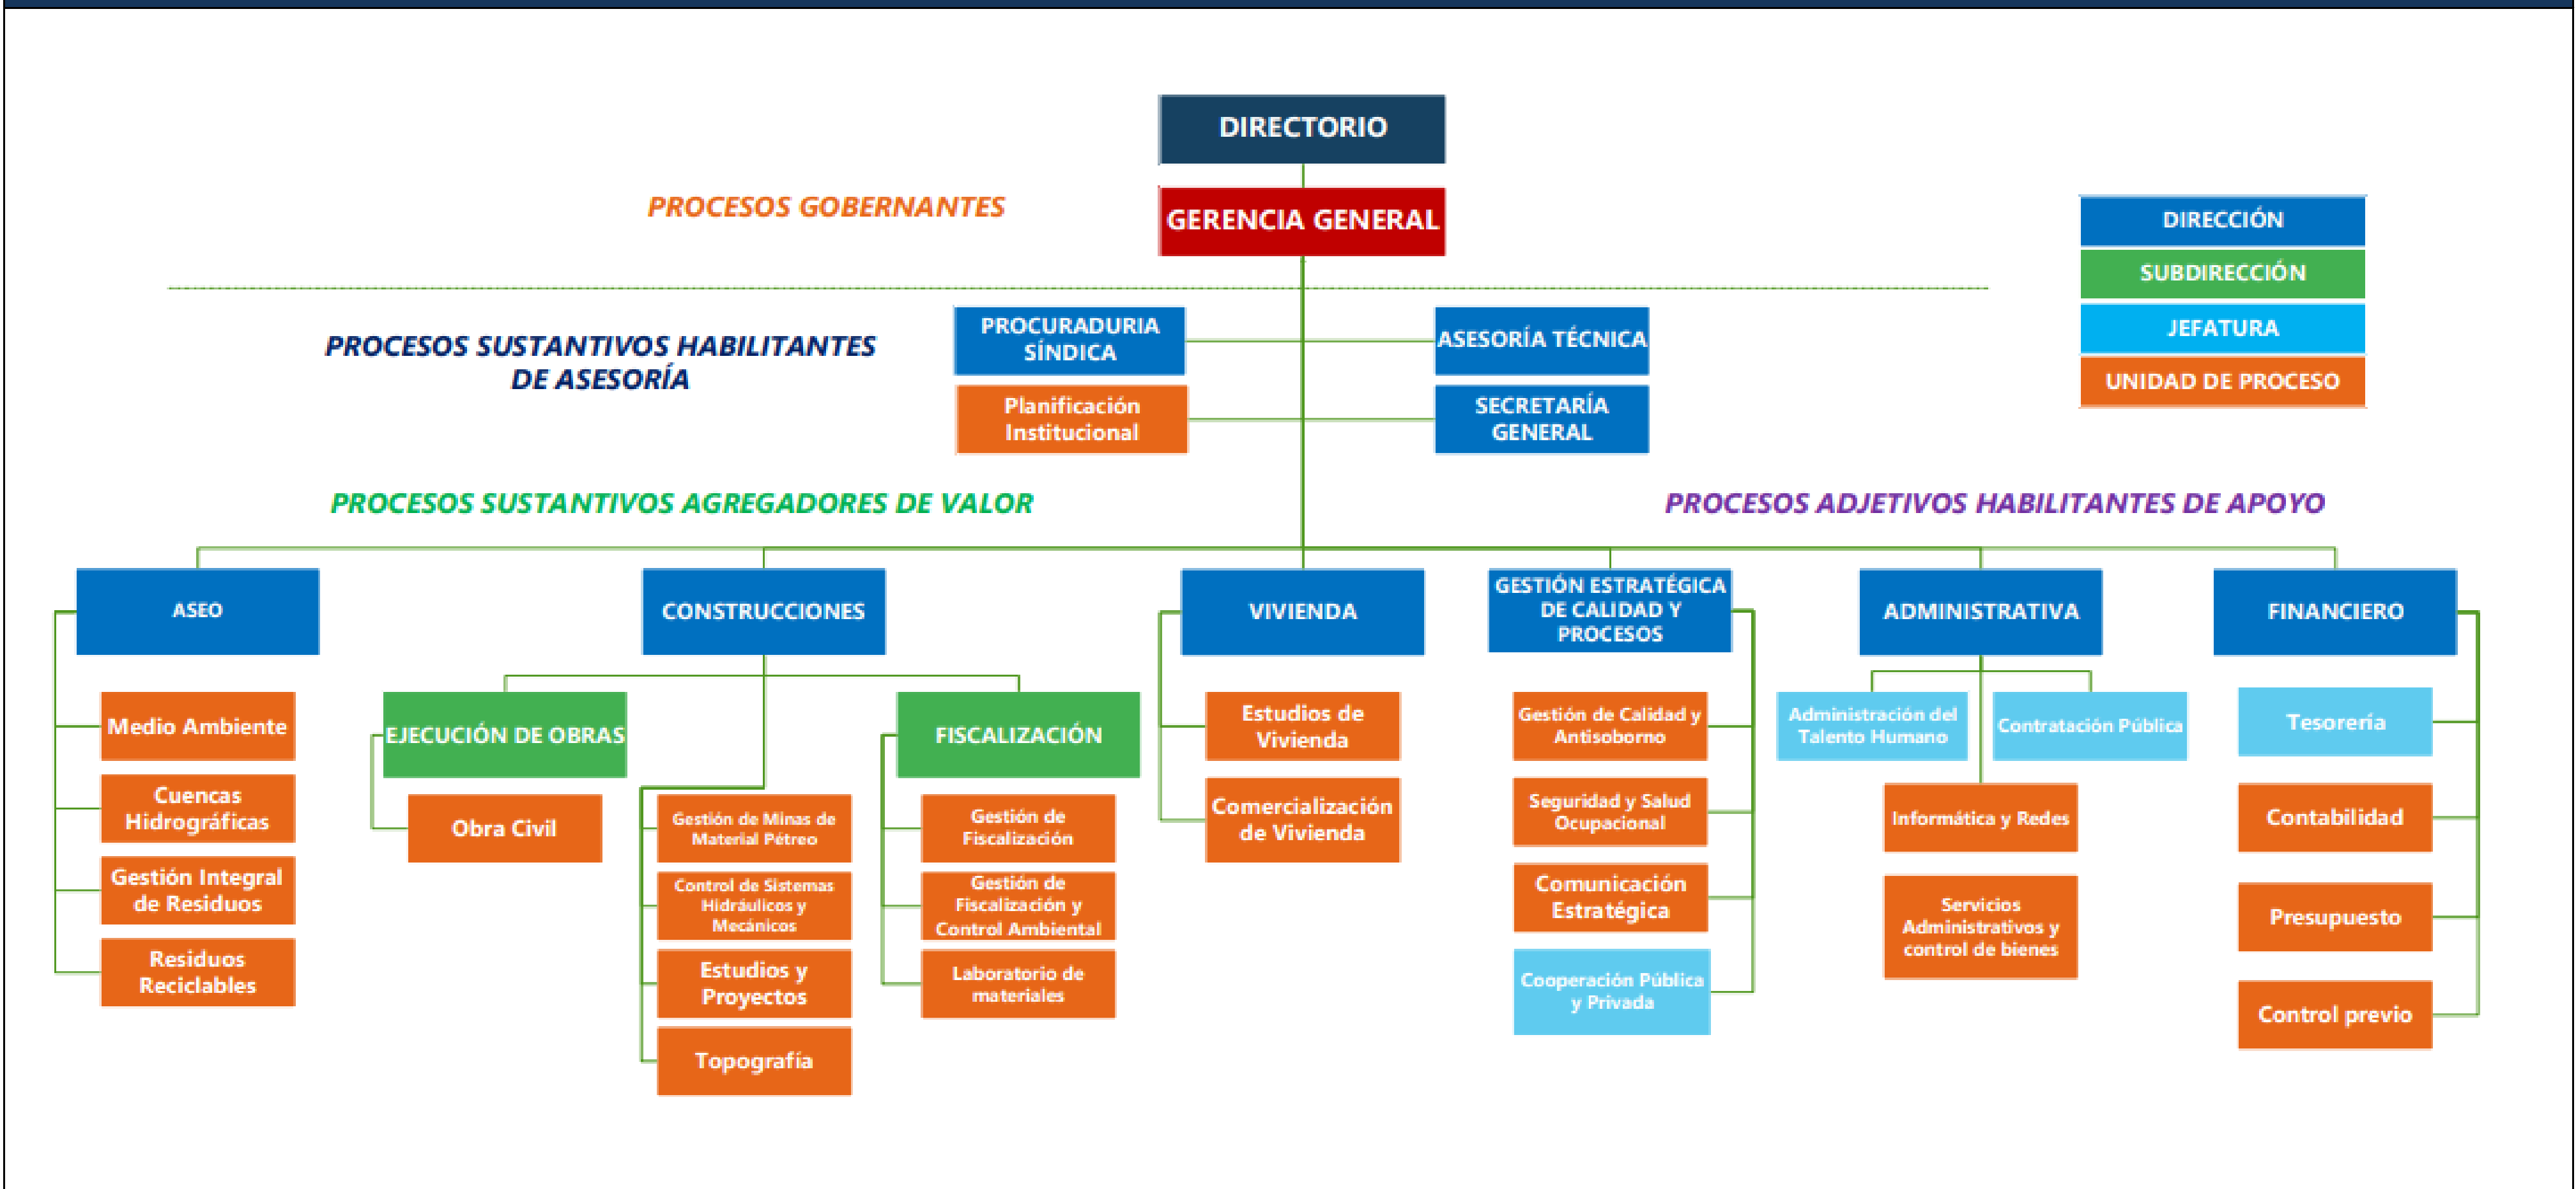 DIRECTORIO
PROCESOS GOBERNANTES
GERENCIA GENERAL
DIRECCIÓN
SUBDIRECCIÓN
JEFATURA
UNIDAD DE PROCESO
PROCESOS SUSTANTIVOS HABILITANTES
DE ASESORÍA
PROCURADURIA
SÍNDICA
ASESORÍA TÉCNICA
Planificación
Institucional
SECRETARÍA
GENERAL
PROCESOS SUSTANTIVOS AGREGADORES DE VALOR
PROCESOS ADJETIVOS HABILITANTES DE APOYO
ASEO
Medio Ambiente
Cuencas
Hidrográficas
Gestión Integral
de Residuos
Residuos
Reciclables
CONSTRUCCIONES
EJECUCIÓN DE OBRAS
Obra Civil
Gestión de Minas de
Material Pétreo
Control de Sistemas
Hidráulicos y
Mecánicos
Estudios y
Proyectos
Topografía
FISCALIZACIÓN
Gestión de
Fiscalización
Gestión de
Fiscalización y
Control Ambiental
Laboratorio de
materiales
VIVIENDA
Estudios de
Vivienda
Comercialización
de Vivienda
GESTIÓN ESTRATÉGICA
DE CALIDAD Y
PROCESOS
Gestión de Calidad y
Antisoborno
Seguridad y Salud
Ocupacional
Comunicación
Estratégica
Cooperación Pública
y Privada
ADMINISTRATIVA
Administración del
Talento Humano
Contratación Pública
Informática y Redes
Servicios
Administrativos y
control de bienes
FINANCIERO
Tesorería
Contabilidad
Presupuesto
Control previo